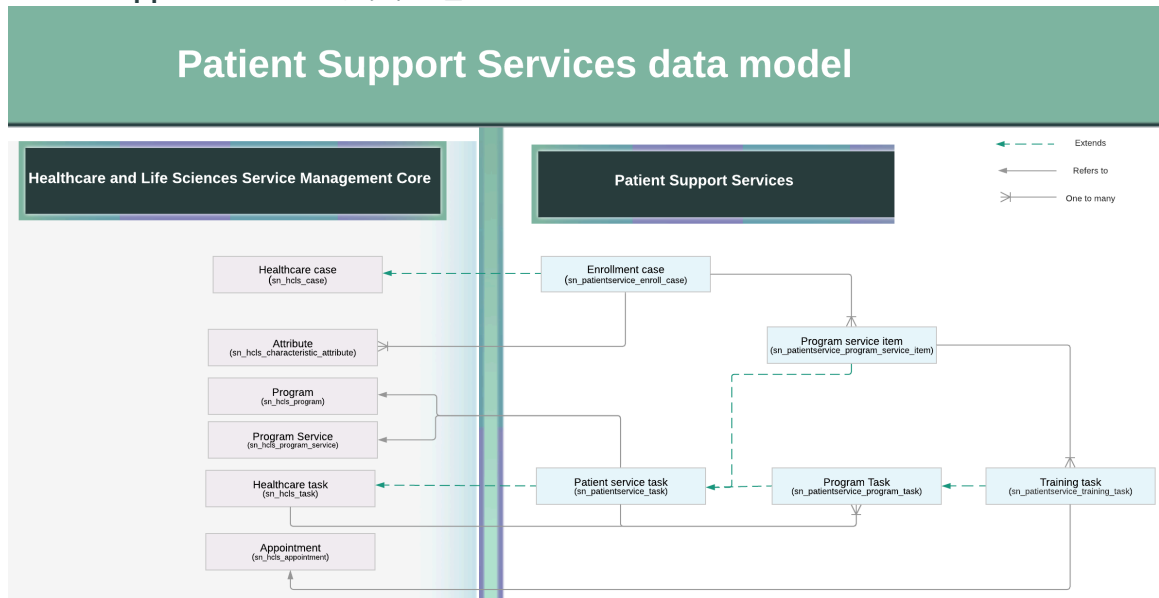 Patient Support Services data model
Healthcare and Life Sciences Service Management Core
Patient Support Services
Extends
Refers to
One to many
Healthcare case
(sn_hcls_case)
Enrollment case
(sn_patientservice_enroll_case)
Attribute
(sn_hcls_characteristic_attribute)
Program service item
(sn_patientservice_program_service_item)
Program
(sn_hcls_program)
Program Service
(sn_hcls_program_service)
Healthcare task
(sn_hcls_task)
Patient service task
(sn_patientservice_task)
Program Task
(sn_patientservice_program_task)
Training task
(sn_patientservice_training_task)
Appointment
(sn_hcls_appointment)